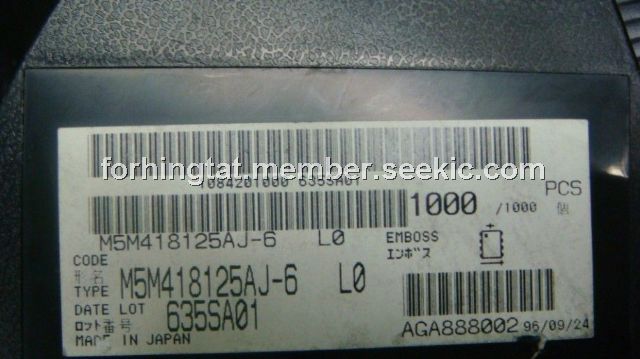 forhingtat.member.seekic.com
1084201000 635SA01
1000 /1000 PCS 個
M5M418125AJ-6 L0
EMBOSS
エンボス
CODE
形名
TYPE M5M418125AJ-6 L0
DATE LOT
ロット番号 635SA01
MADE IN JAPAN
AGA888002 96/09/24